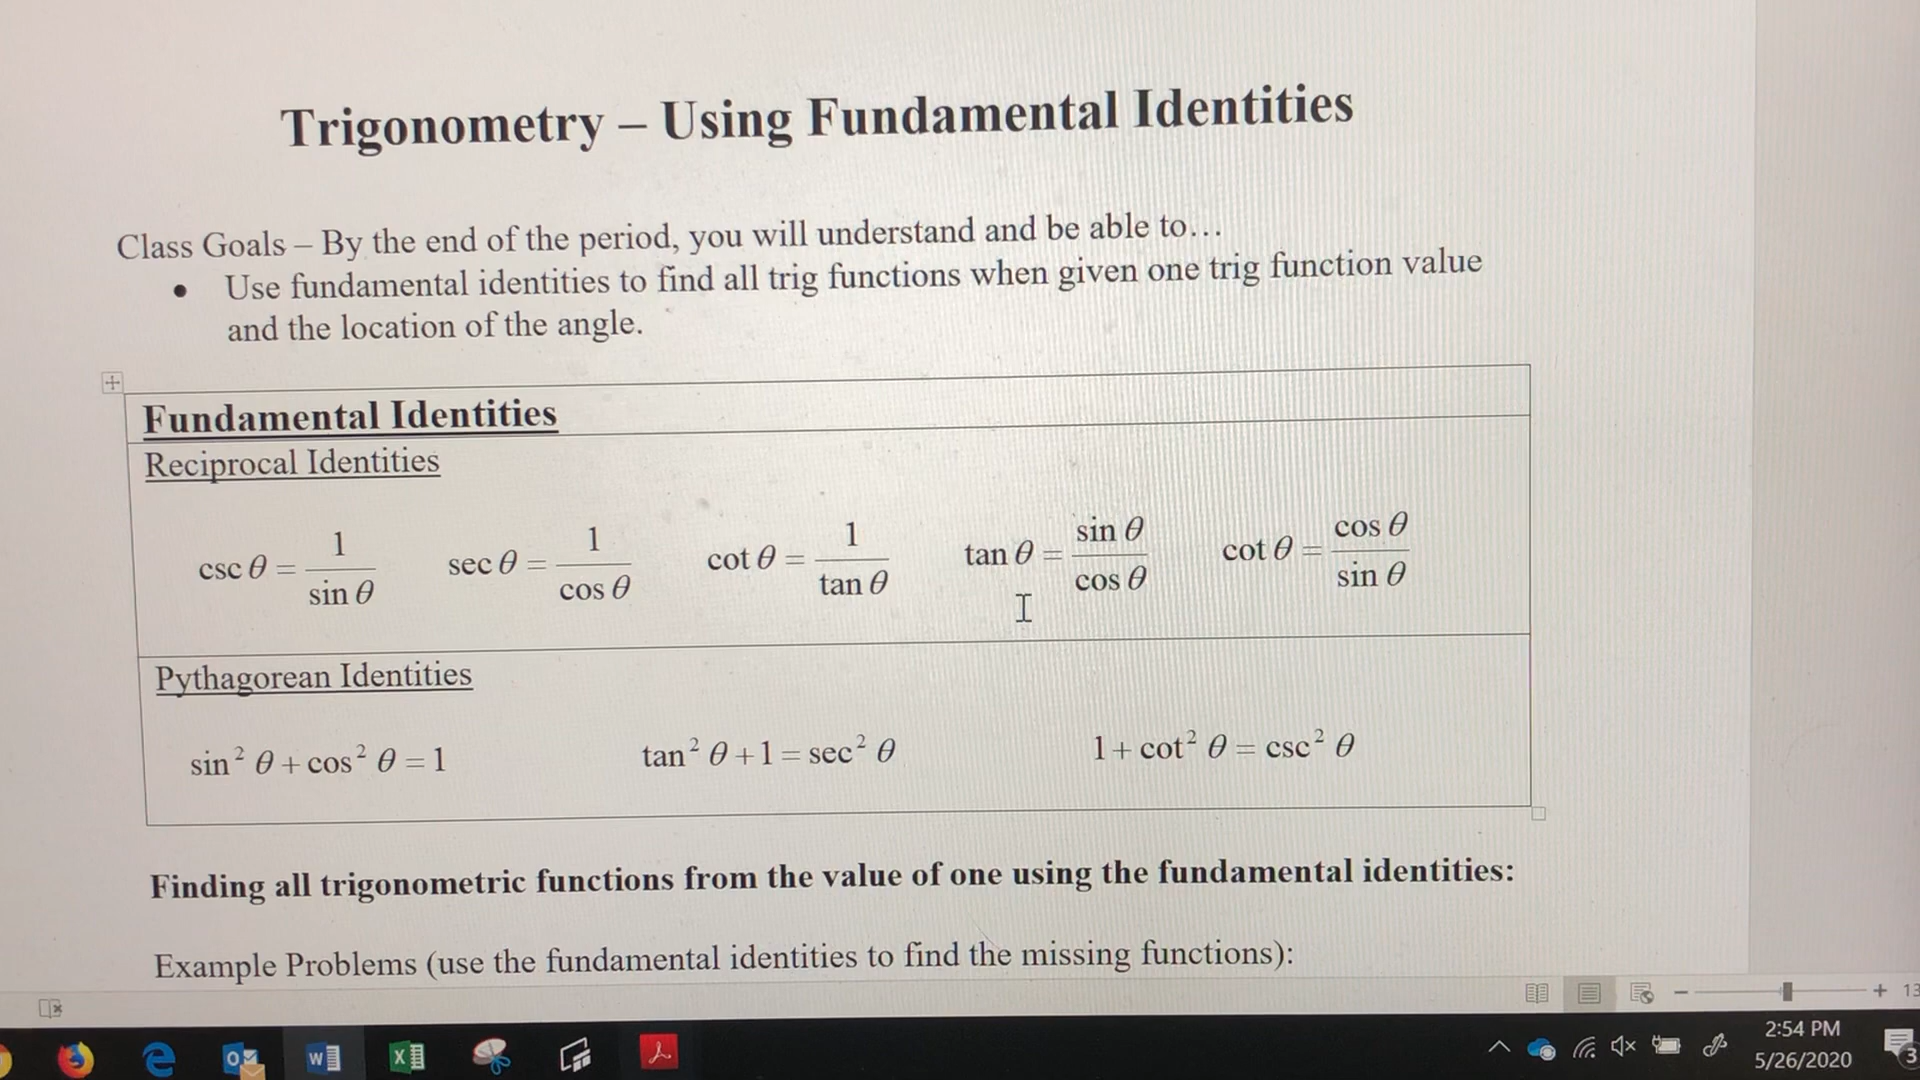 Trigonometry – Using Fundamental Identities
Class Goals – By the end of the period, you will understand and be able to…
• Use fundamental identities to find all trig functions when given one trig function value
and the location of the angle.
Fundamental Identities
Reciprocal Identities
csc θ = 1/sin θ sec θ = 1/cos θ cot θ = 1/tan θ tan θ = sin θ/cos θ cot θ = cos θ/sin θ
Pythagorean Identities
sin² θ + cos² θ = 1 tan² θ + 1 = sec² θ 1 + cot² θ = csc² θ
Finding all trigonometric functions from the value of one using the fundamental identities:
Example Problems (use the fundamental identities to find the missing functions):
− + 13
2:54 PM
5/26/2020
3